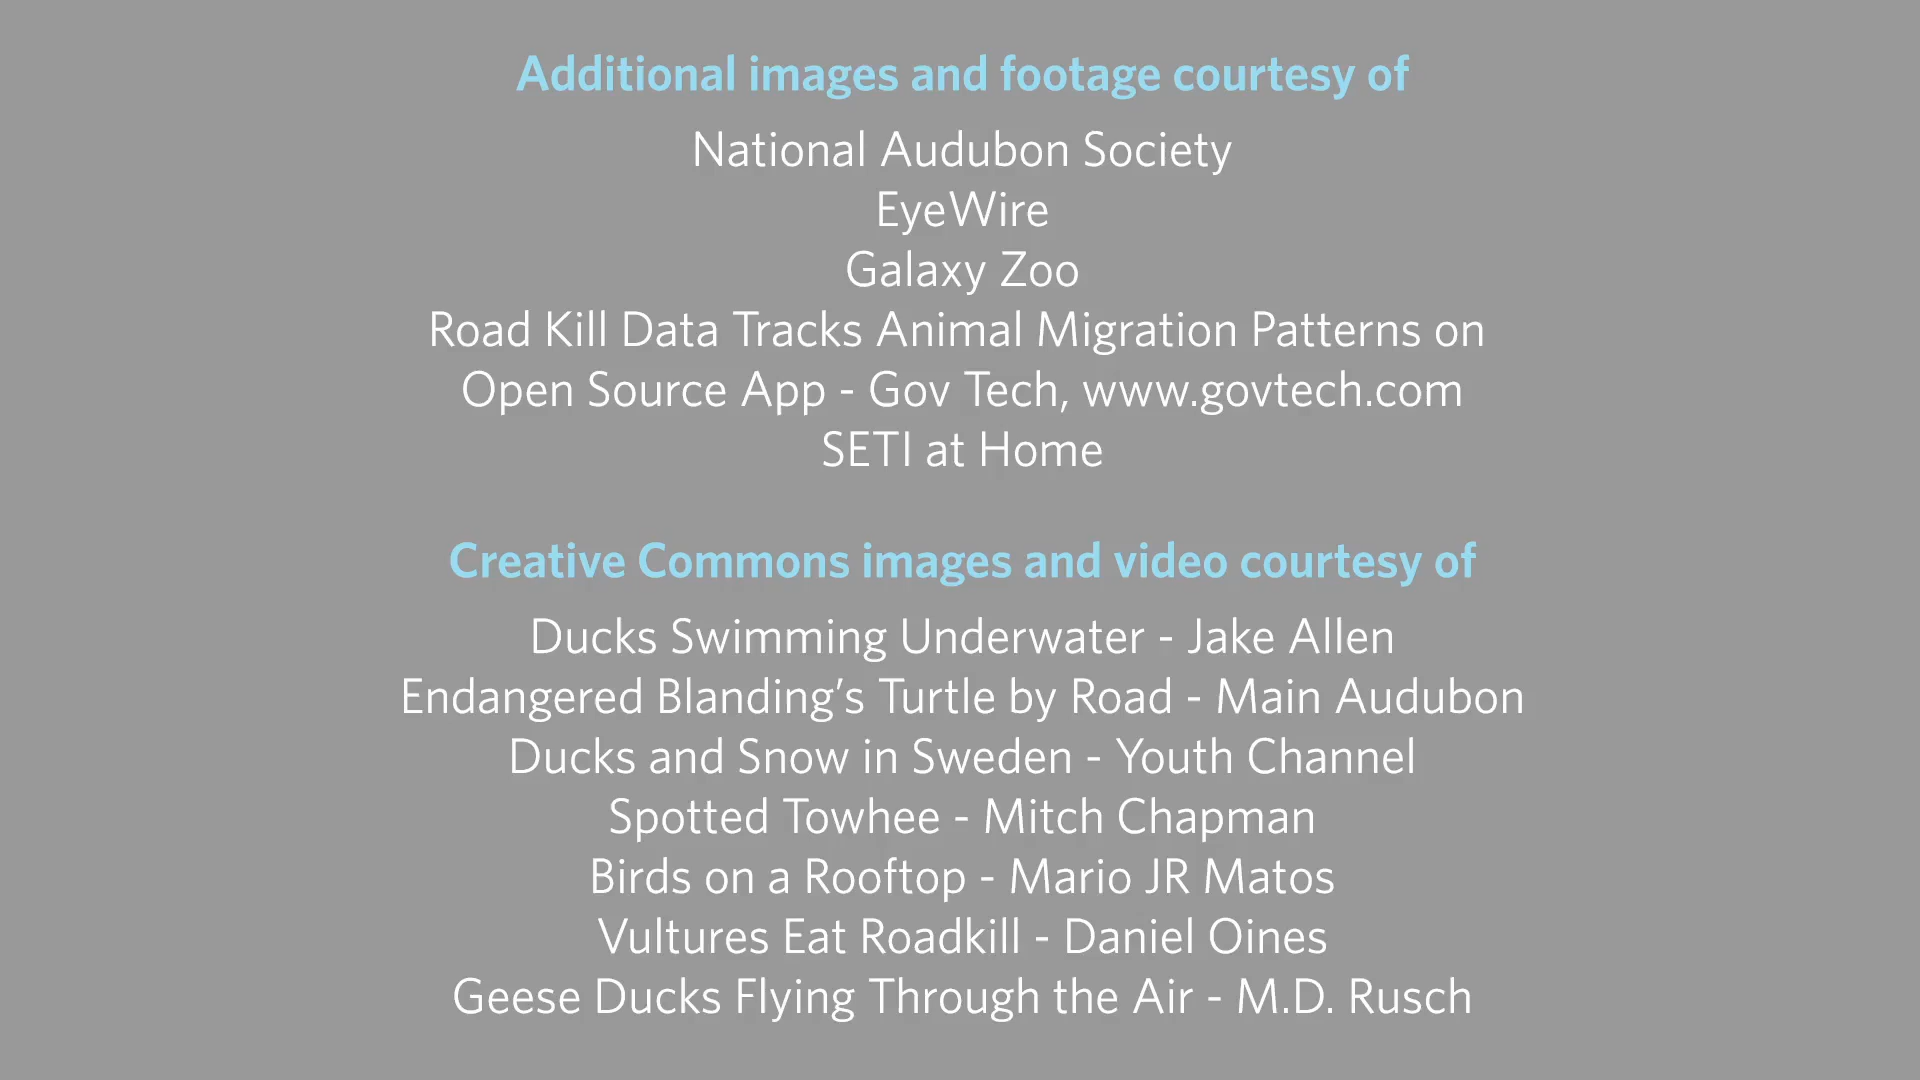 Additional images and footage courtesy of
National Audubon Society
EyeWire
Galaxy Zoo
Road Kill Data Tracks Animal Migration Patterns on
Open Source App - Gov Tech, www.govtech.com
SETI at Home
Creative Commons images and video courtesy of
Ducks Swimming Underwater - Jake Allen
Endangered Blanding’s Turtle by Road - Main Audubon
Ducks and Snow in Sweden - Youth Channel
Spotted Towhee - Mitch Chapman
Birds on a Rooftop - Mario JR Matos
Vultures Eat Roadkill - Daniel Oines
Geese Ducks Flying Through the Air - M.D. Rusch